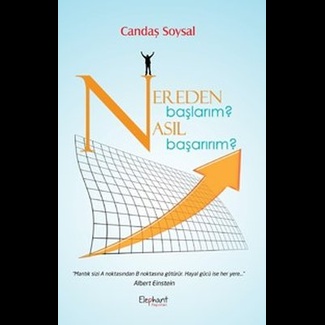 Candaş Soysal
NEREDEN
başlarım?
NASIL
başarırım?
"Mantık sizi A noktasından B noktasına götürür. Hayal gücü ise her yere..."
Albert Einstein
Elephant